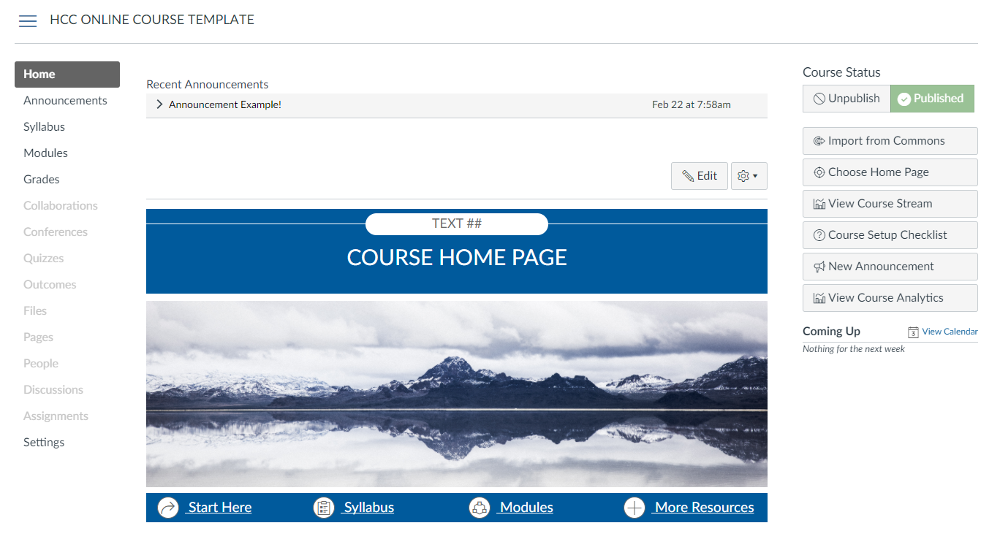 HCC ONLINE COURSE TEMPLATE
Home
Announcements
Syllabus
Modules
Grades
Collaborations
Conferences
Quizzes
Outcomes
Files
Pages
People
Discussions
Assignments
Settings
Recent Announcements
Announcement Example! Feb 22 at 7:58am
Edit
TEXT ##
COURSE HOME PAGE
Start Here Syllabus Modules More Resources
Course Status
Unpublish Published
Import from Commons
Choose Home Page
View Course Stream
Course Setup Checklist
New Announcement
View Course Analytics
Coming Up 3 View Calendar
Nothing for the next week